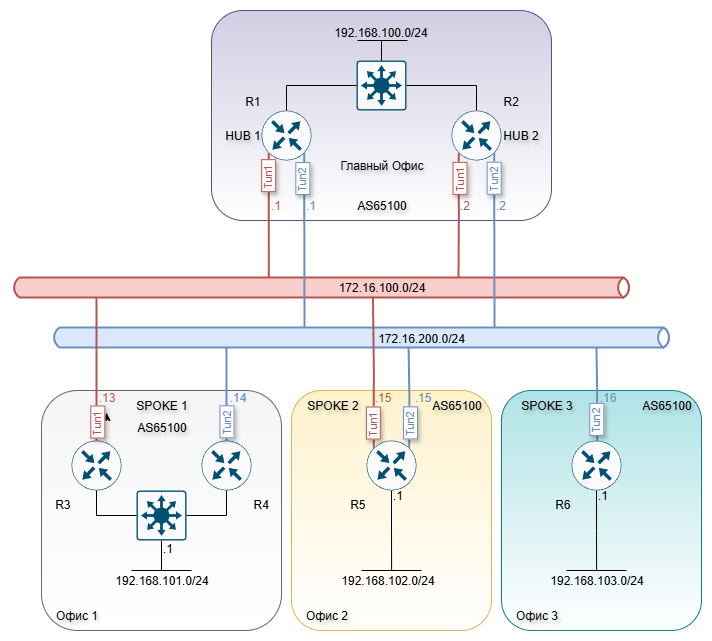 192.168.100.0/24
R1
R2
HUB 1
HUB 2
Главный Офис
Tun1
Tun2
Tun1
Tun2
.1
.1
AS65100
.2
.2
172.16.100.0/24
172.16.200.0/24
.13
SPOKE 1
.14
AS65100
Tun1
Tun2
R3
R4
.1
192.168.101.0/24
Офис 1
SPOKE 2
.15
.15
AS65100
Tun1
Tun2
R5
.1
192.168.102.0/24
Офис 2
SPOKE 3
.16
AS65100
Tun2
R6
.1
192.168.103.0/24
Офис 3